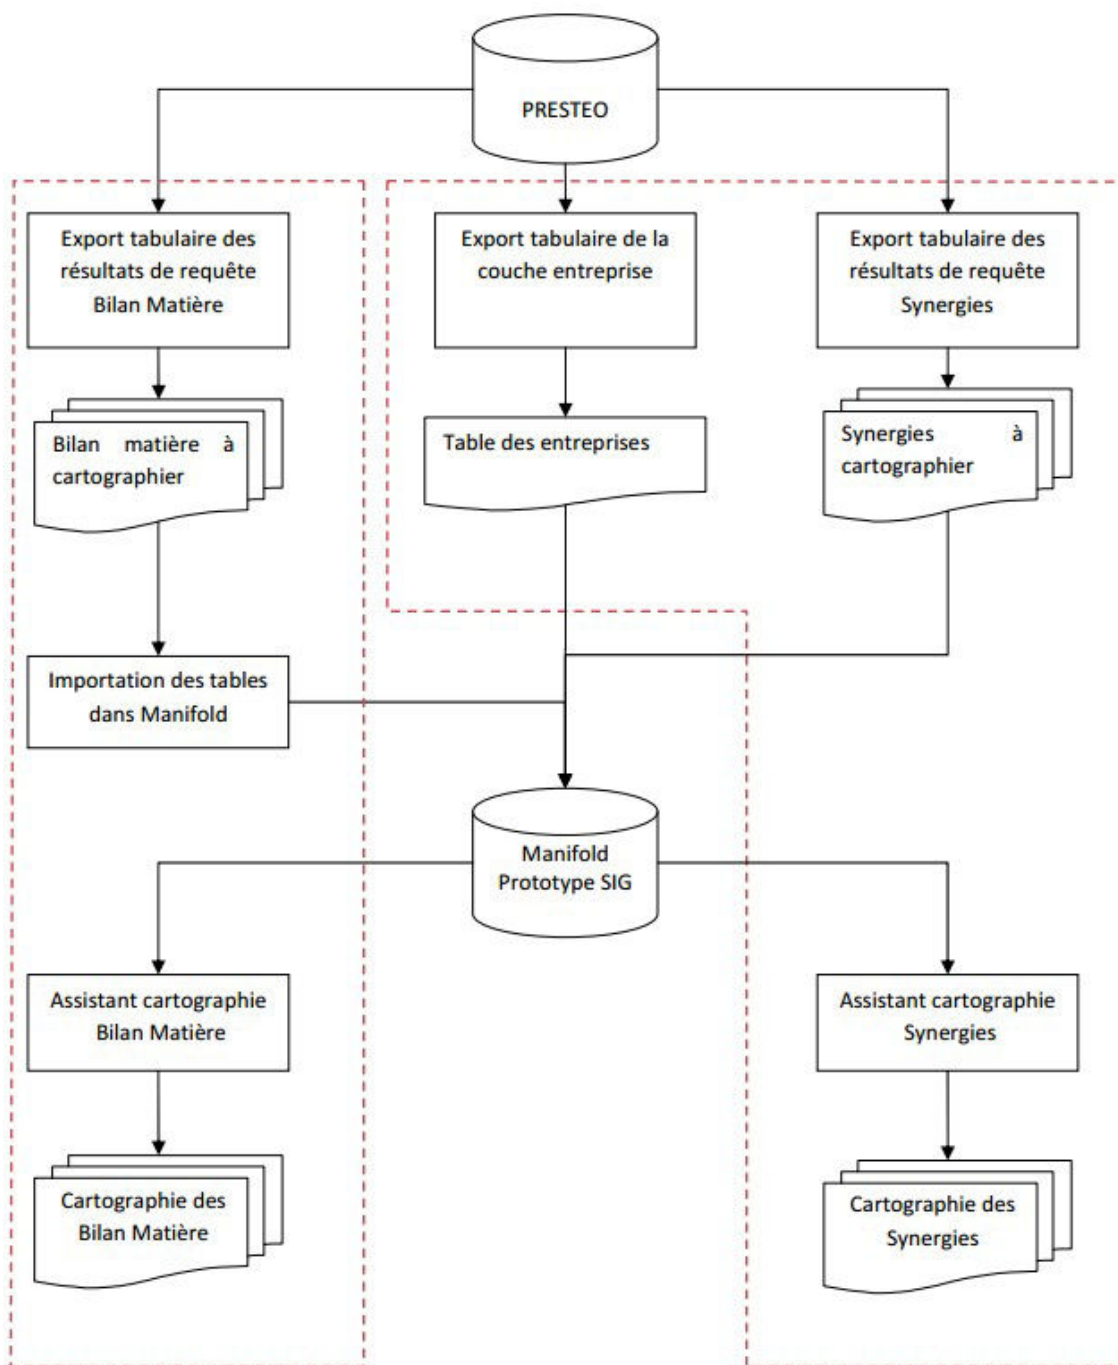 PRESTEO
Export tabulaire des
résultats de requête
Bilan Matière
Export tabulaire de la
couche entreprise
Export tabulaire des
résultats de requête
Synergies
Bilan matière à
cartographier
Table des entreprises
Synergies à
cartographier
Importation des tables
dans Manifold
Manifold
Prototype SIG
Assistant cartographie
Bilan Matière
Assistant cartographie
Synergies
Cartographie des
Bilan Matière
Cartographie des
Synergies